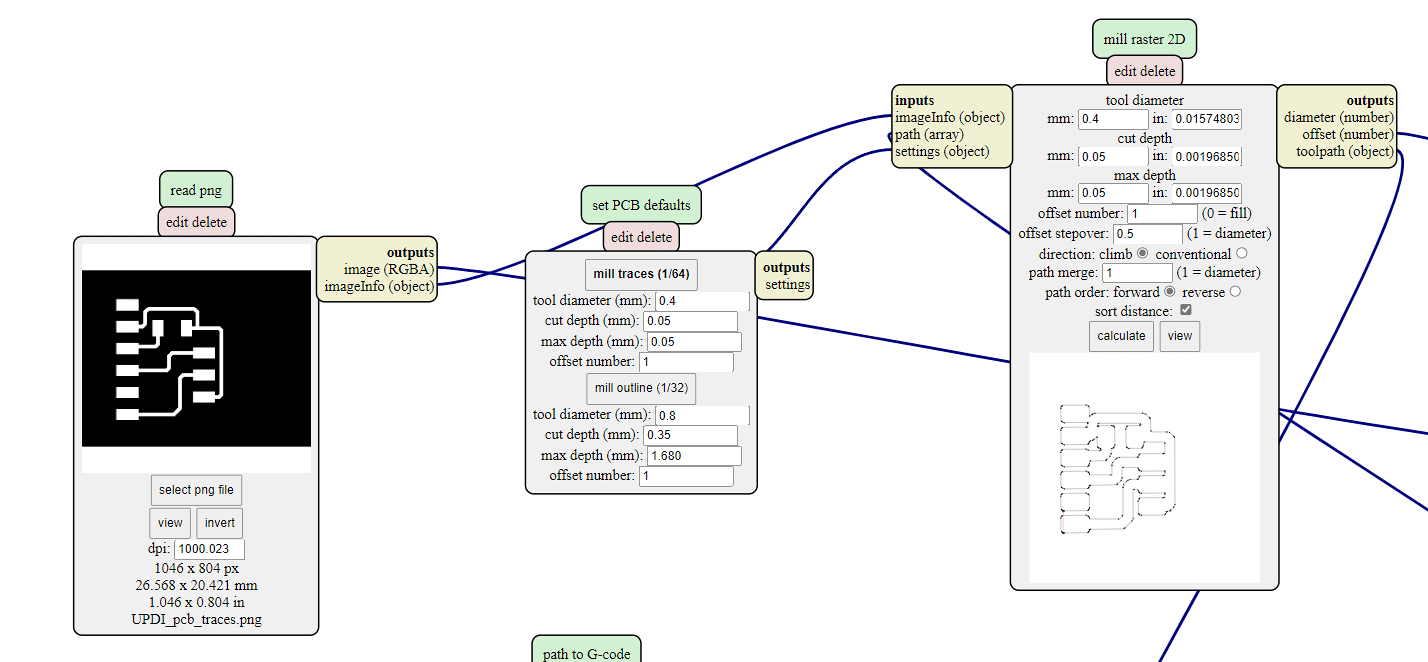 read png
edit delete
outputs
image (RGBA)
imageInfo (object)
select png file
view invert
dpi: 1000.023
1046 x 804 px
26.568 x 20.421 mm
1.046 x 0.804 in
UPDI_pcb_traces.png
set PCB defaults
edit delete
mill traces (1/64)
tool diameter (mm): 0.4
cut depth (mm): 0.05
max depth (mm): 0.05
offset number: 1
mill outline (1/32)
tool diameter (mm): 0.8
cut depth (mm): 0.35
max depth (mm): 1.680
offset number: 1
outputs
settings
path to G-code
mill raster 2D
edit delete
inputs
imageInfo (object)
path (array)
settings (object)
tool diameter
mm: 0.4 in: 0.01574803
cut depth
mm: 0.05 in: 0.00196850
max depth
mm: 0.05 in: 0.00196850
offset number: 1 (0 = fill)
offset stepover: 0.5 (1 = diameter)
direction: climb conventional
path merge: 1 (1 = diameter)
path order: forward reverse
sort distance:
calculate view
outputs
diameter (number)
offset (number)
toolpath (object)